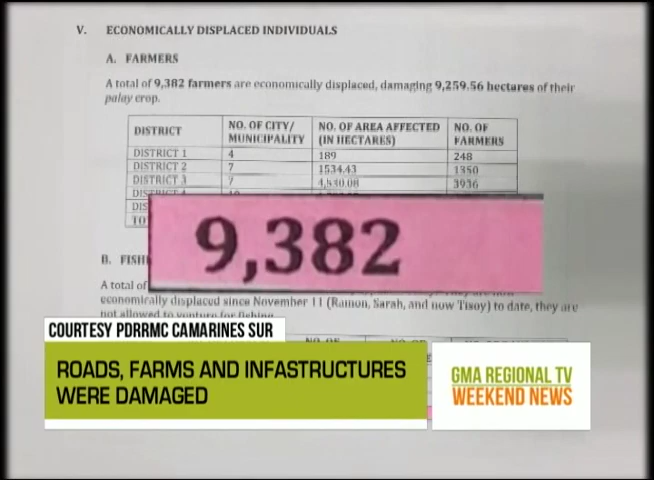 V. ECONOMICALLY DISPLACED INDIVIDUALS
A. FARMERS
A total of 9,382 farmers are economically displaced, damaging 9,259.56 hectares of their
palay crop.
DISTRICT NO. OF CITY/ MUNICIPALITY NO. OF AREA AFFECTED (IN HECTARES) NO. OF FARMERS
DISTRICT 1 4 189 248
DISTRICT 2 7 1534.43 1350
DISTRICT 3 7 4,530.08 3936
9,382
B. FISH
A total of
economically displaced since November 11 (Ramon, Sarah, and now Tisoy) to date, they are
not allowed to venture for fishing
COURTESY PDRRMC CAMARINES SUR
ROADS, FARMS AND INFASTRUCTURES
WERE DAMAGED
GMA REGIONAL TV
WEEKEND NEWS